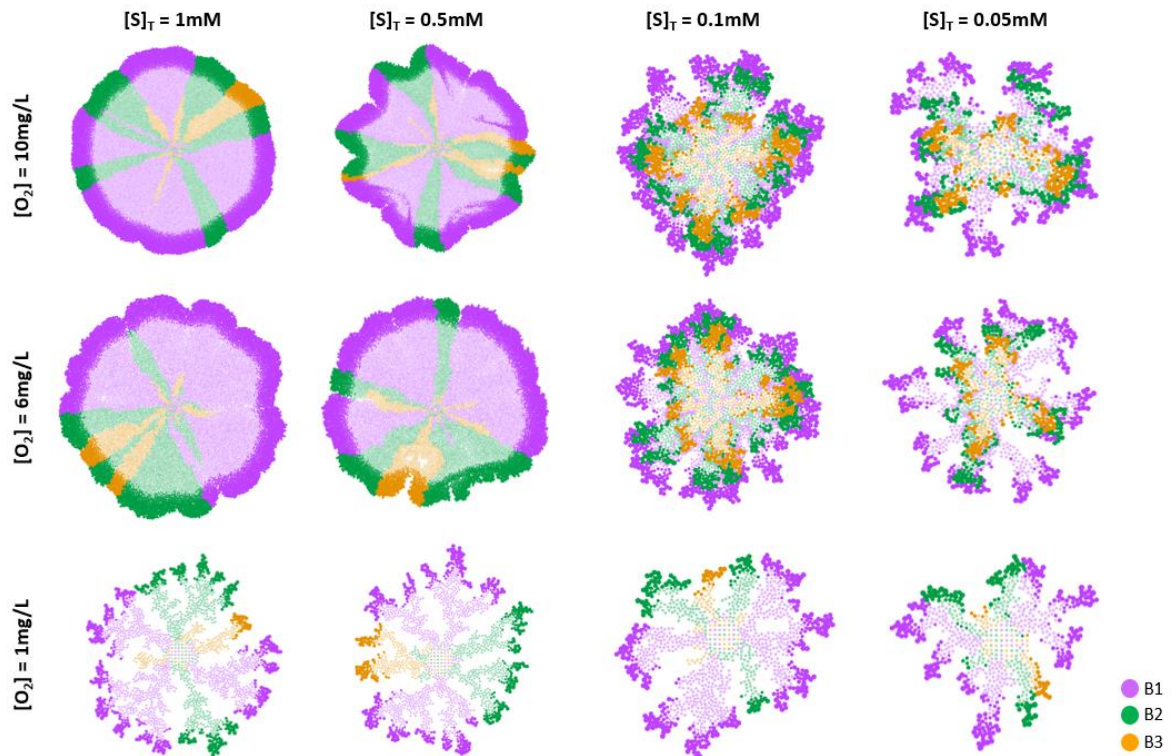 [S]T = 1mM
[S]T = 0.5mM
[S]T = 0.1mM
[S]T = 0.05mM
[O2] = 10mg/L
[O2] = 6mg/L
[O2] = 1mg/L
B1
B2
B3